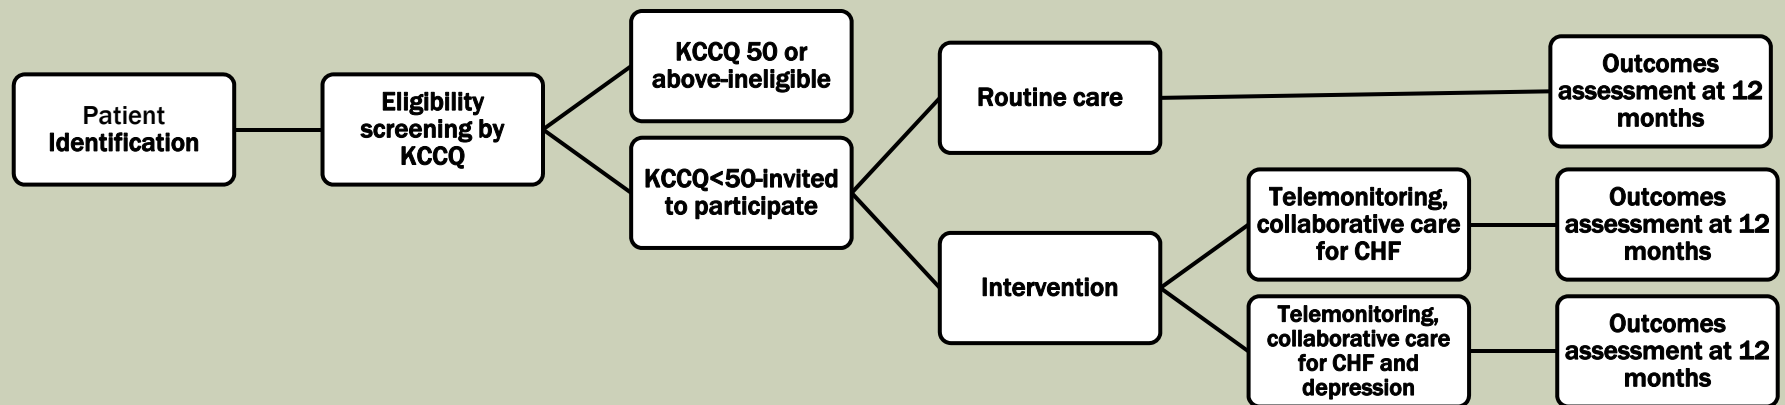 Patient
Identification
Eligibility
screening by
KCCQ
KCCQ 50 or
above-ineligible
KCCQ<50-invited
to participate
Routine care
Outcomes
assessment at 12
months
Intervention
Telemonitoring,
collaborative care
for CHF
Outcomes
assessment at 12
months
Telemonitoring,
collaborative care
for CHF and
depression
Outcomes
assessment at 12
months